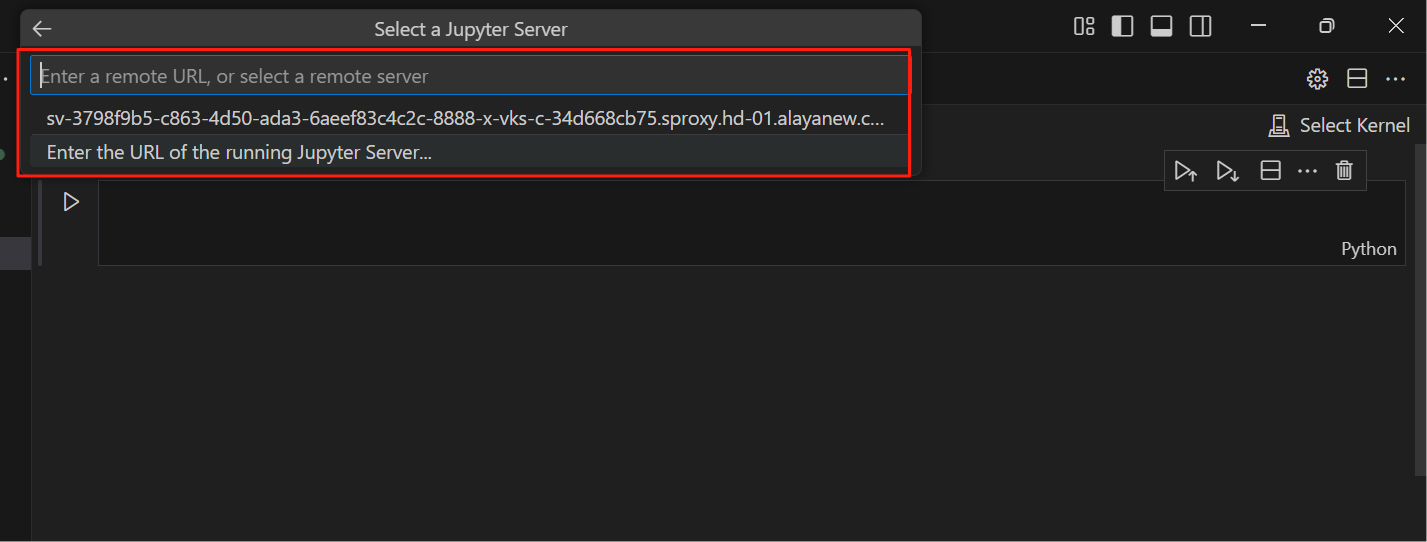 Select a Jupyter Server
Enter a remote URL, or select a remote server
sv-3798f9b5-c863-4d50-ada3-6aeef83c4c2c-8888-x-vks-c-34d668cb75.sproxy.hd-01.alayanew.c...
Enter the URL of the running Jupyter Server...
Select Kernel
Python